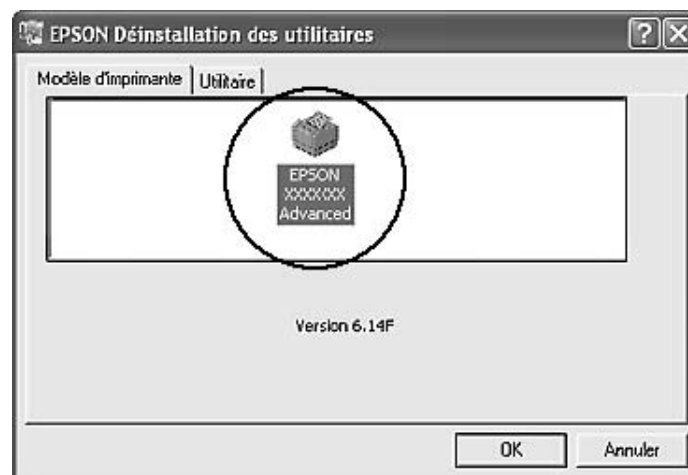 EPSON Déinstallation des utilitaires
Modèle d'imprimante
Utilitaire
EPSON
XXXXXX
Advanced
Version 6.14F
OK
Annuler